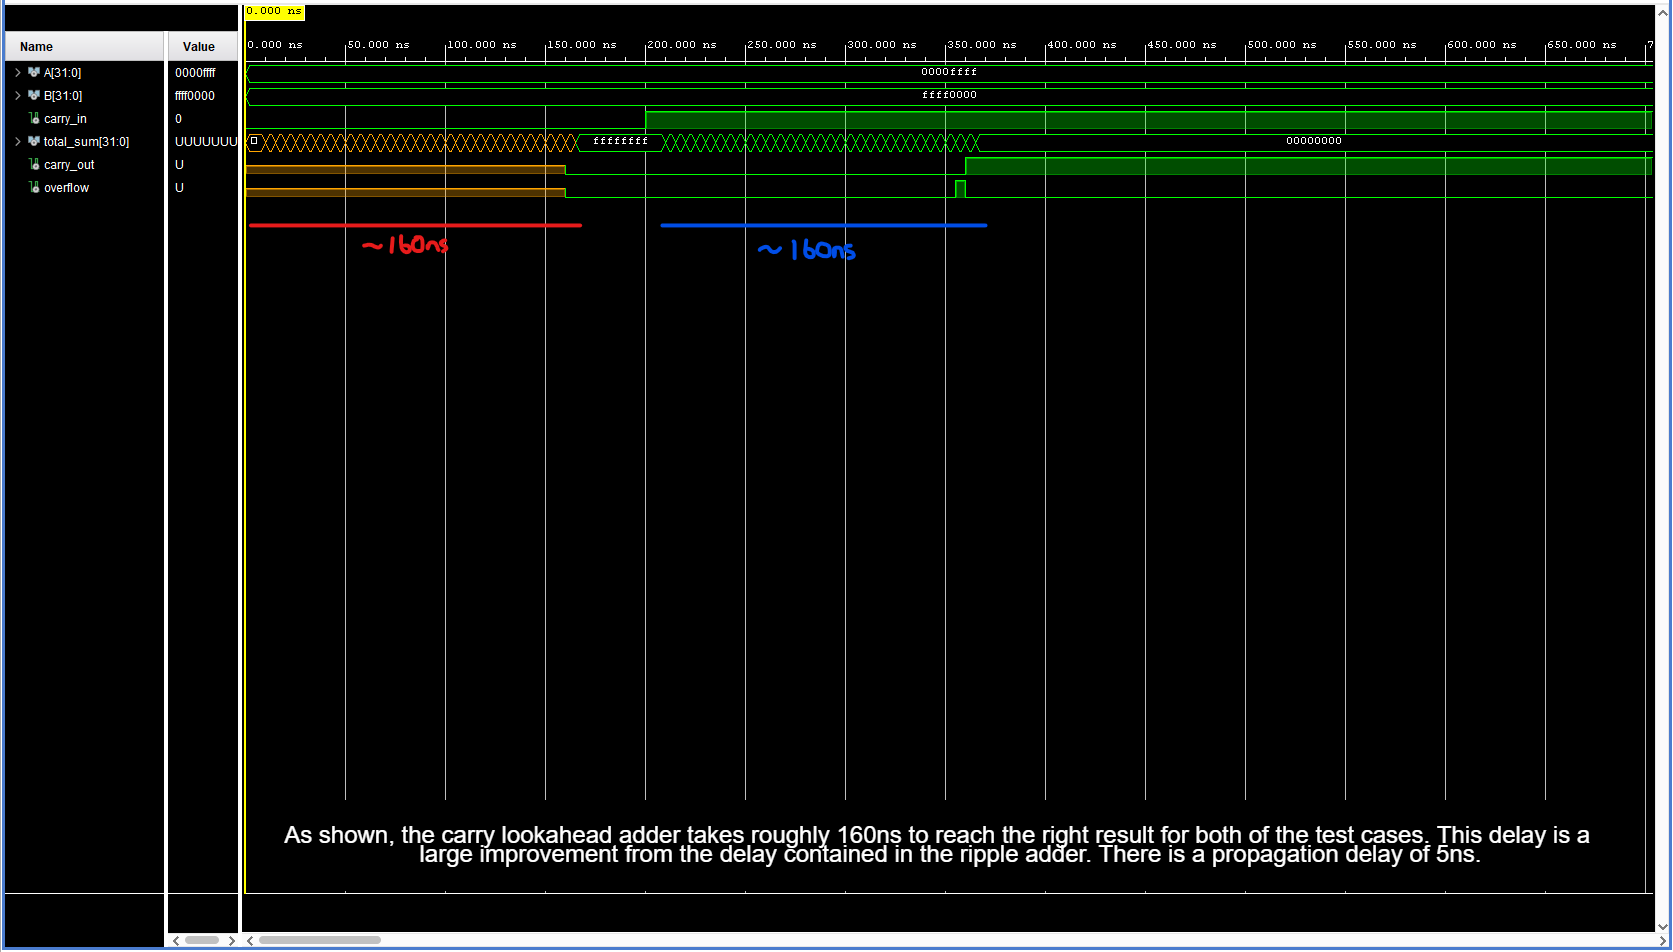 0.000 ns
Name Value 0.000 ns 50.000 ns 100.000 ns 150.000 ns 200.000 ns 250.000 ns 300.000 ns 350.000 ns 400.000 ns 450.000 ns 500.000 ns 550.000 ns 600.000 ns 650.000 ns 7
A[31:0] 0000ffff 0000ffff
B[31:0] ffff0000 ffff0000
carry_in 0
total_sum[31:0] UUUUUUU ffffffff 00000000
carry_out U
overflow U
~160ns ~160ns
As shown, the carry lookahead adder takes roughly 160ns to reach the right result for both of the test cases. This delay is a
large improvement from the delay contained in the ripple adder. There is a propagation delay of 5ns.